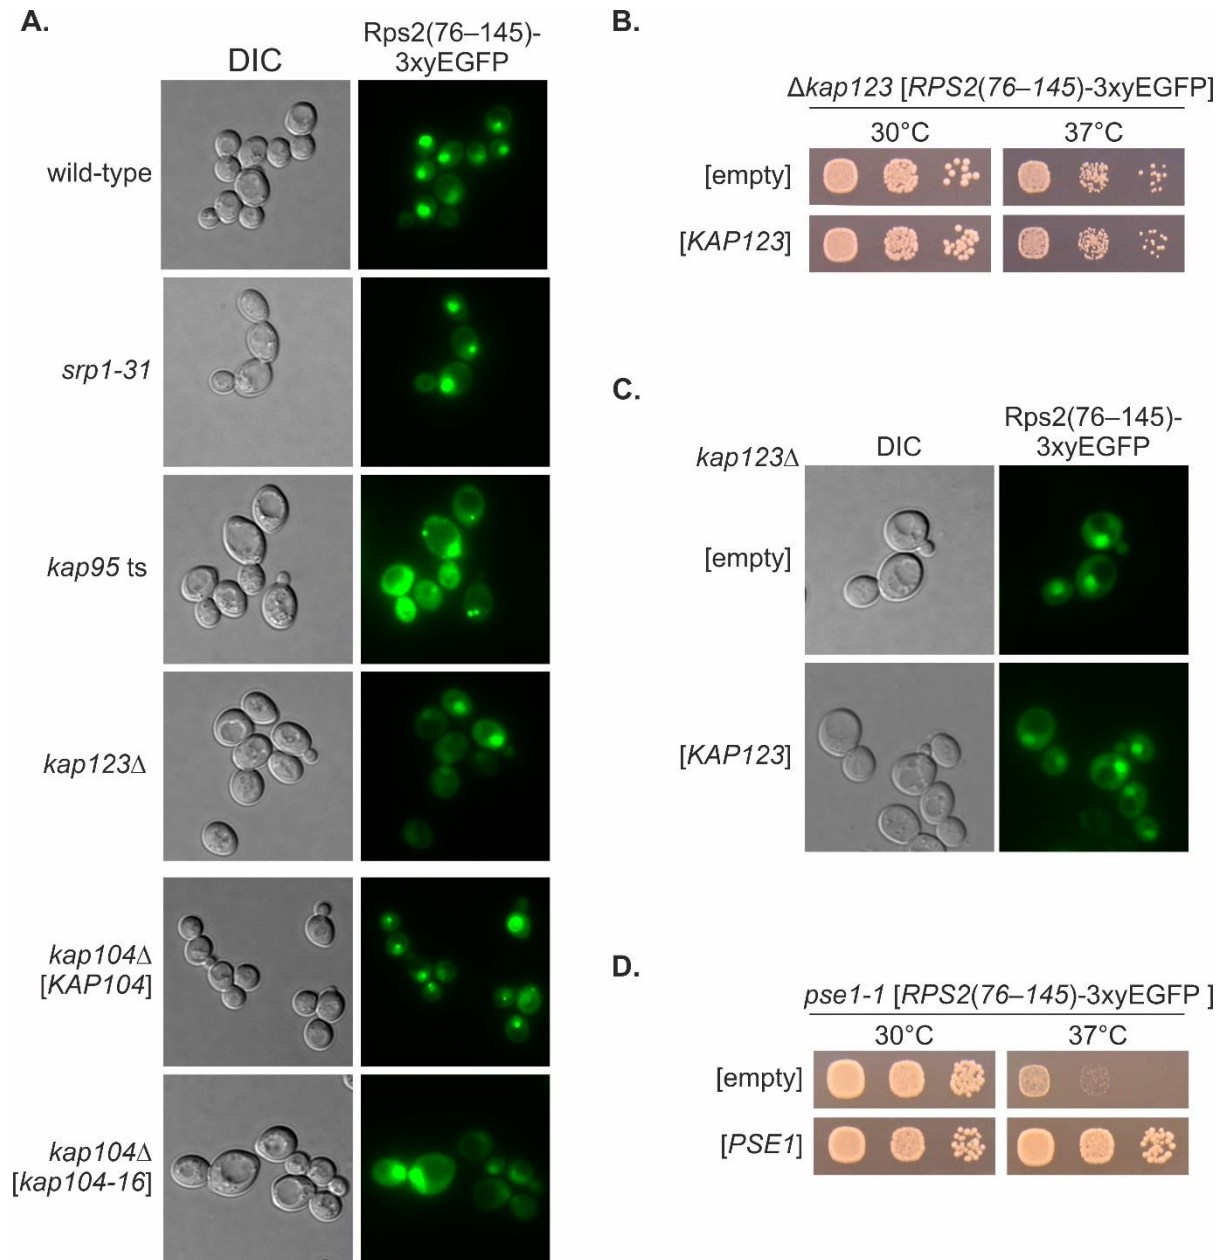 A.
DIC
Rps2(76–145)-
3xyEGFP
wild-type
srp1-31
kap95 ts
kap123Δ
kap104Δ
[KAP104]
kap104Δ
[kap104-16]
B.
Δkap123 [RPS2(76–145)-3xyEGFP]
30°C
37°C
[empty]
[KAP123]
C.
kap123Δ
DIC
Rps2(76–145)-
3xyEGFP
[empty]
[KAP123]
D.
pse1-1 [RPS2(76–145)-3xyEGFP ]
30°C
37°C
[empty]
[PSE1]